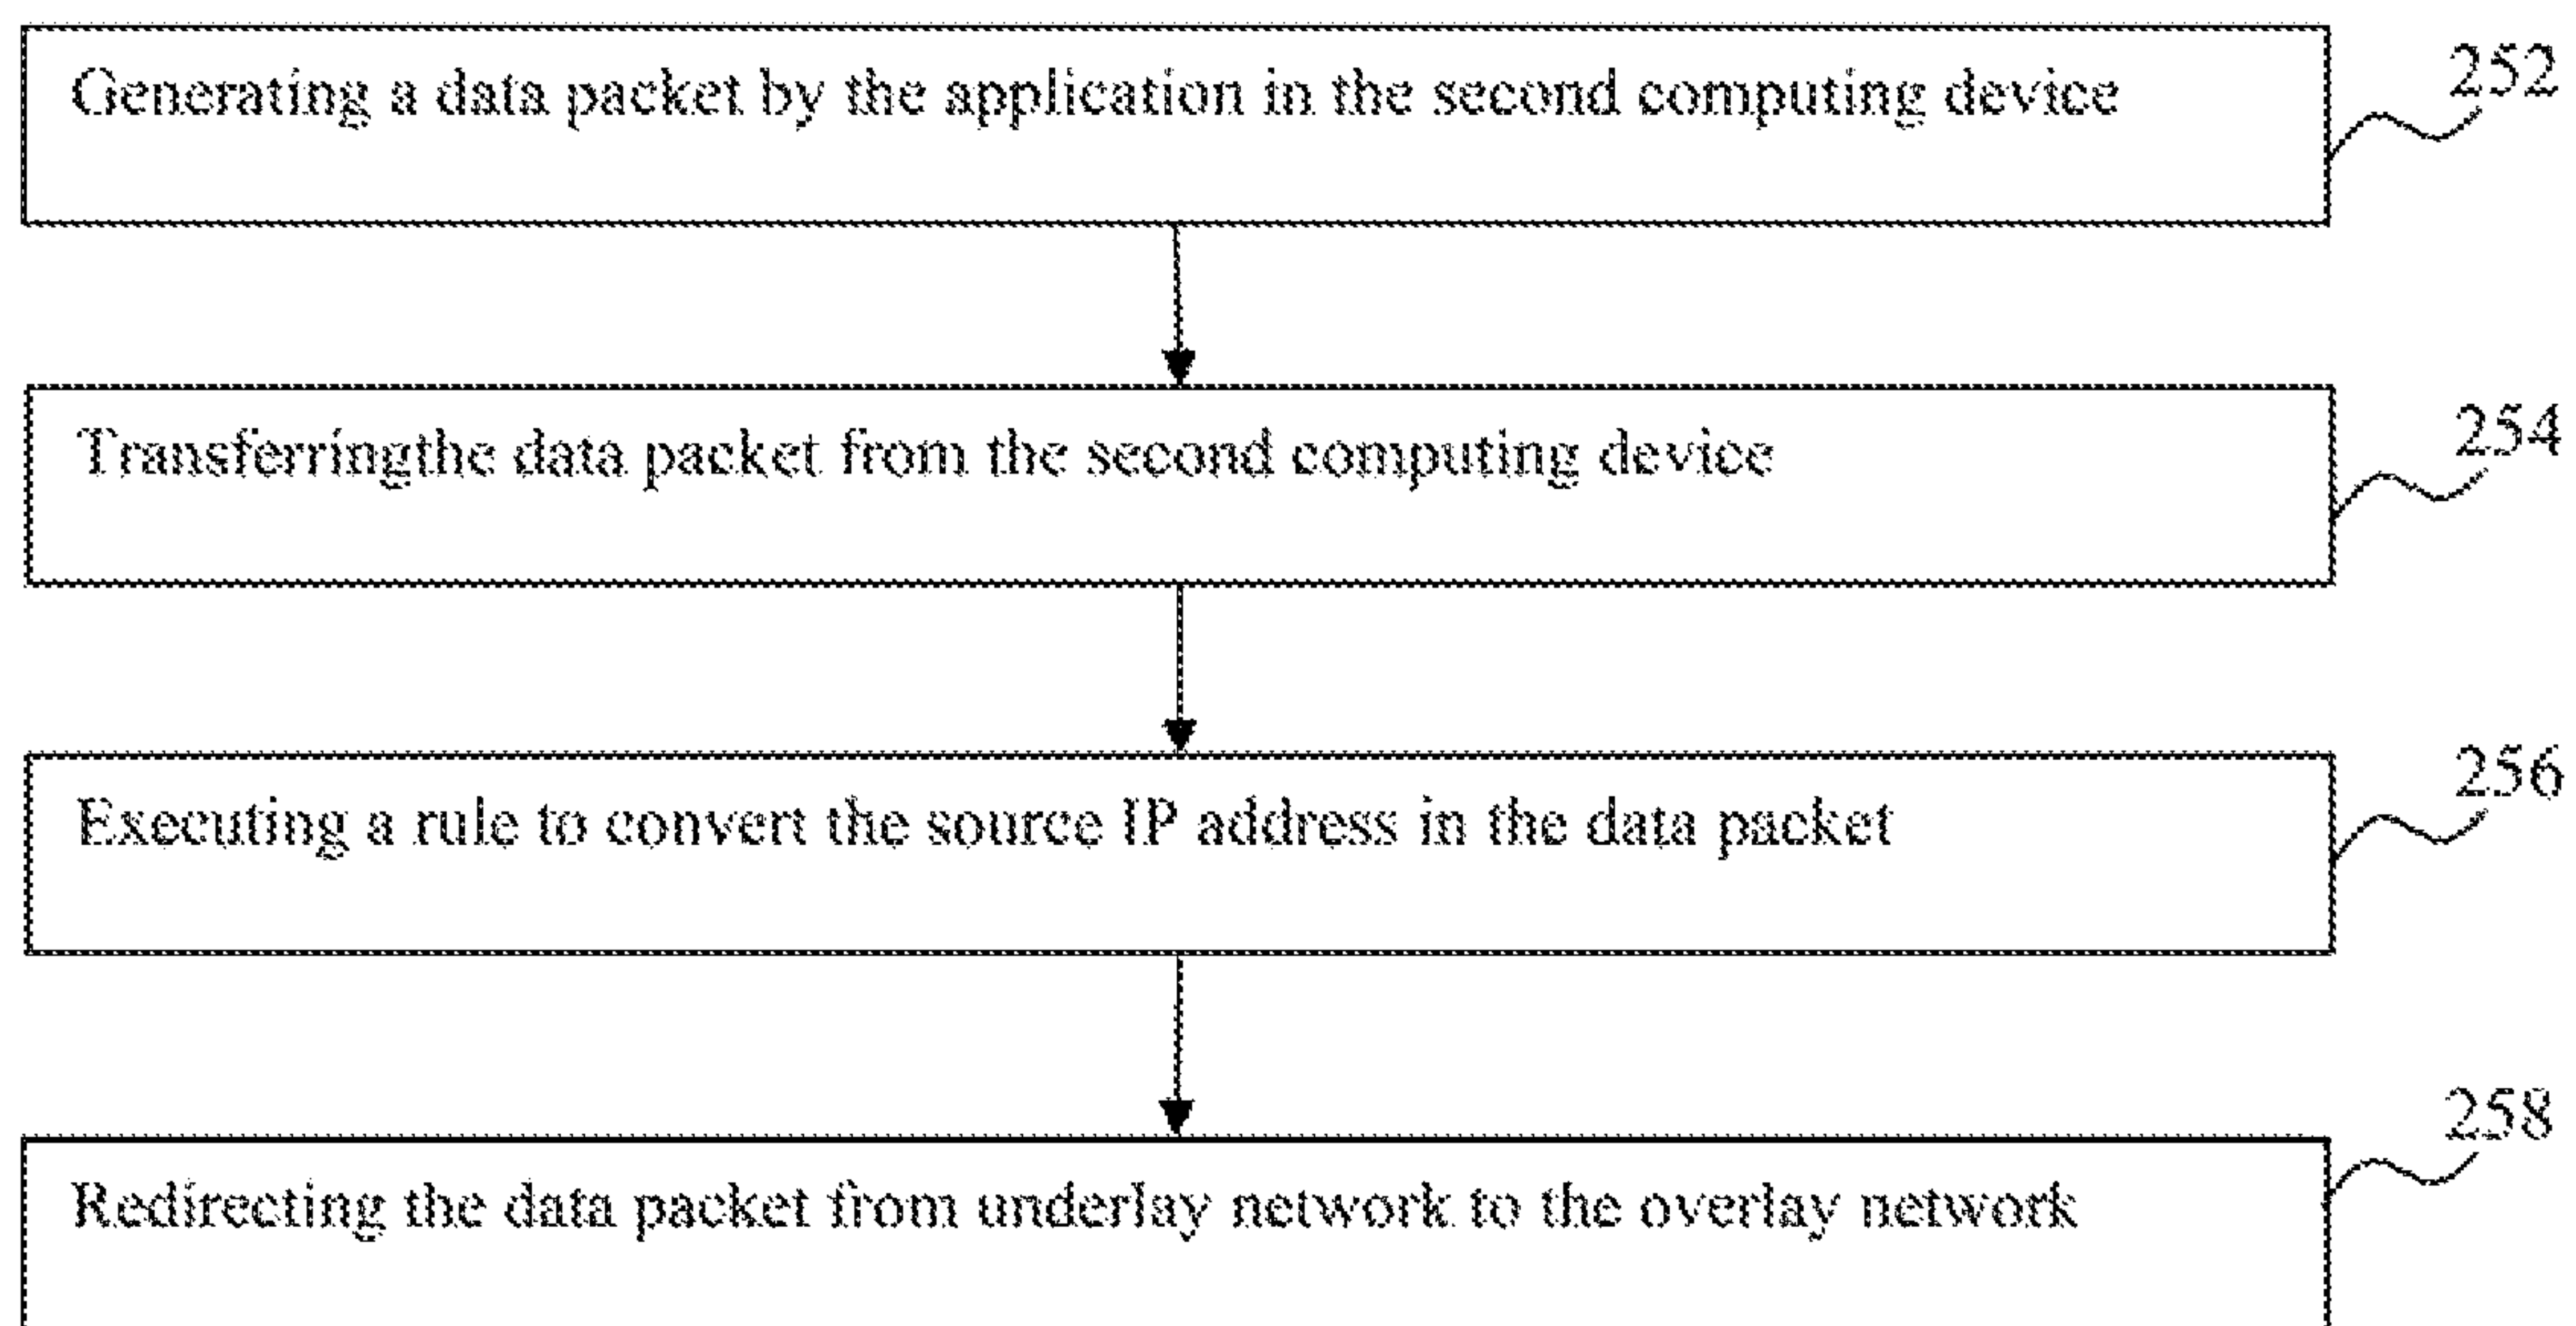 Generating a data packet by the application in the second computing device
252
Transferringthe data packet from the second computing device
254
Executing a rule to convert the source IP address in the data packet
256
Redirecting the data packet from underlay network to the overlay network
258